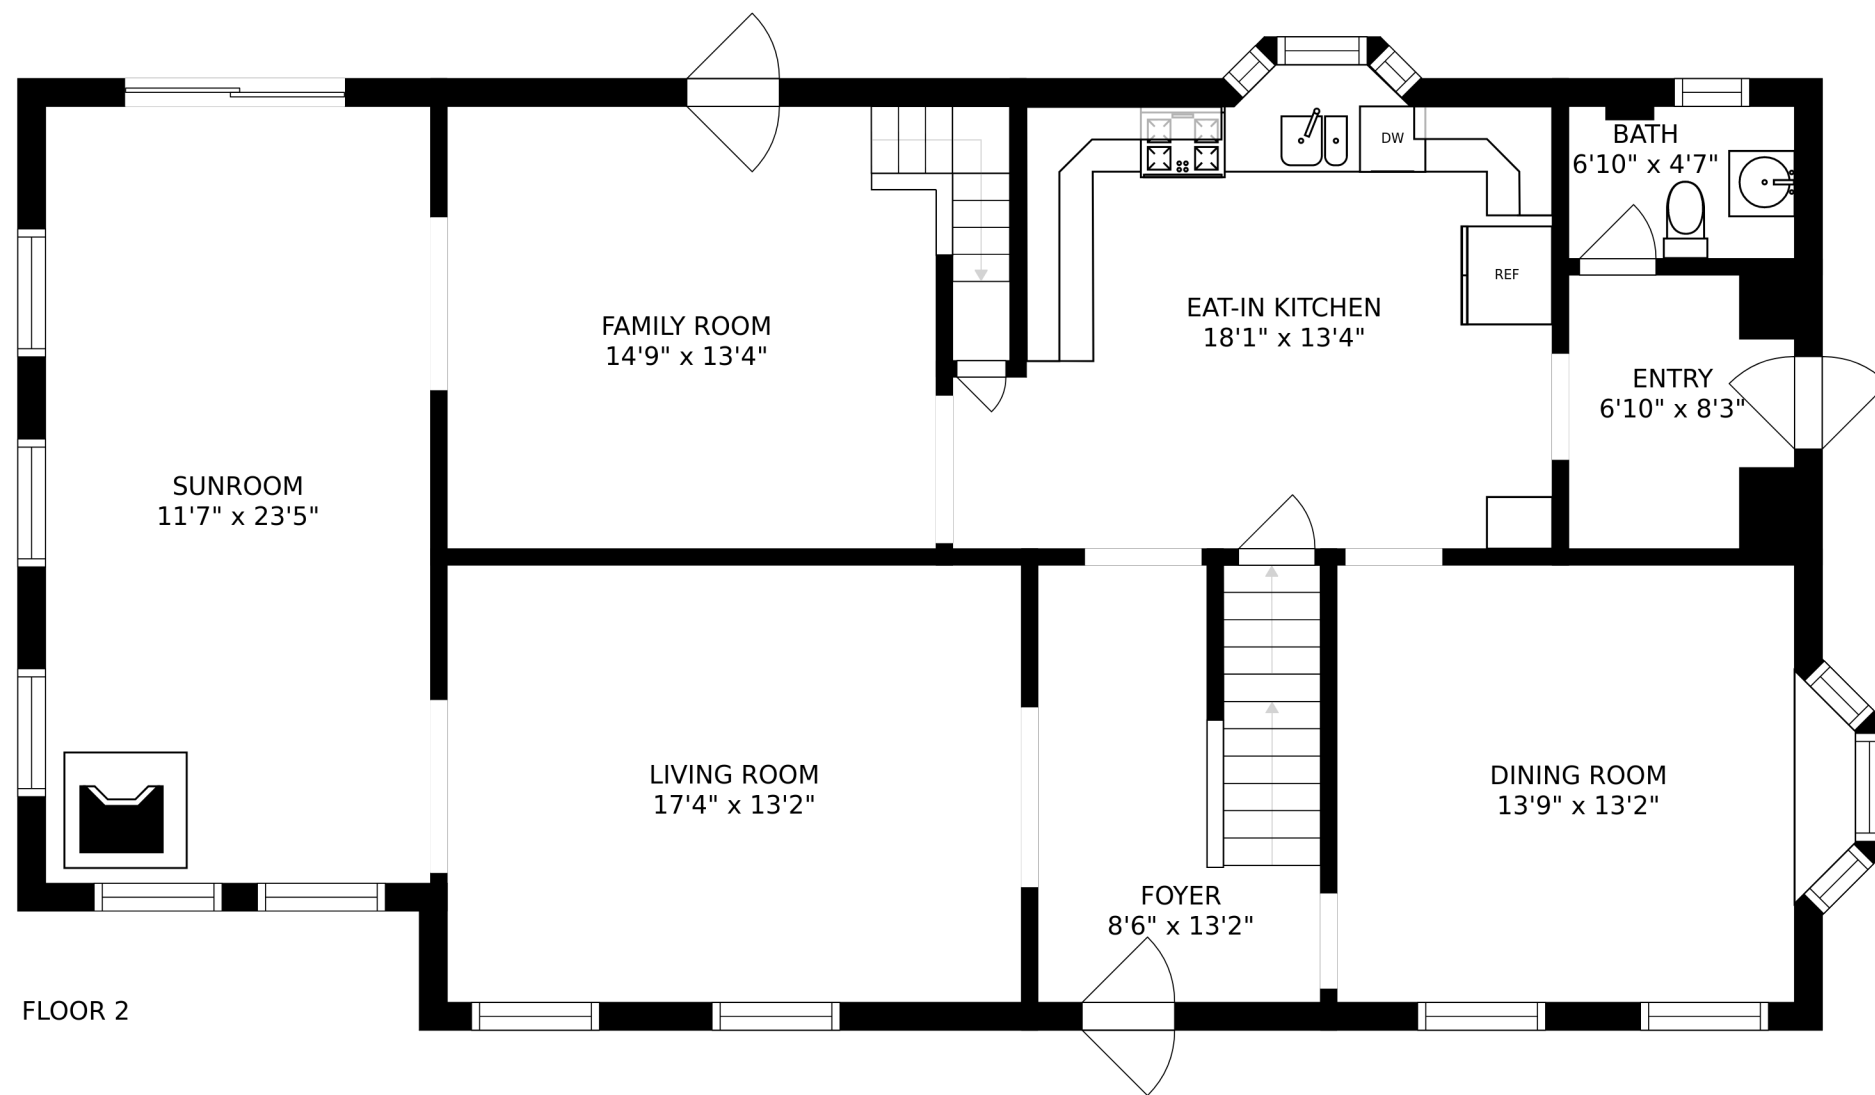 DW
BATH
6'10" x 4'7"
REF
EAT-IN KITCHEN
18'1" x 13'4"
FAMILY ROOM
14'9" x 13'4"
ENTRY
6'10" x 8'3"
SUNROOM
11'7" x 23'5"
LIVING ROOM
17'4" x 13'2"
DINING ROOM
13'9" x 13'2"
FOYER
8'6" x 13'2"
FLOOR 2